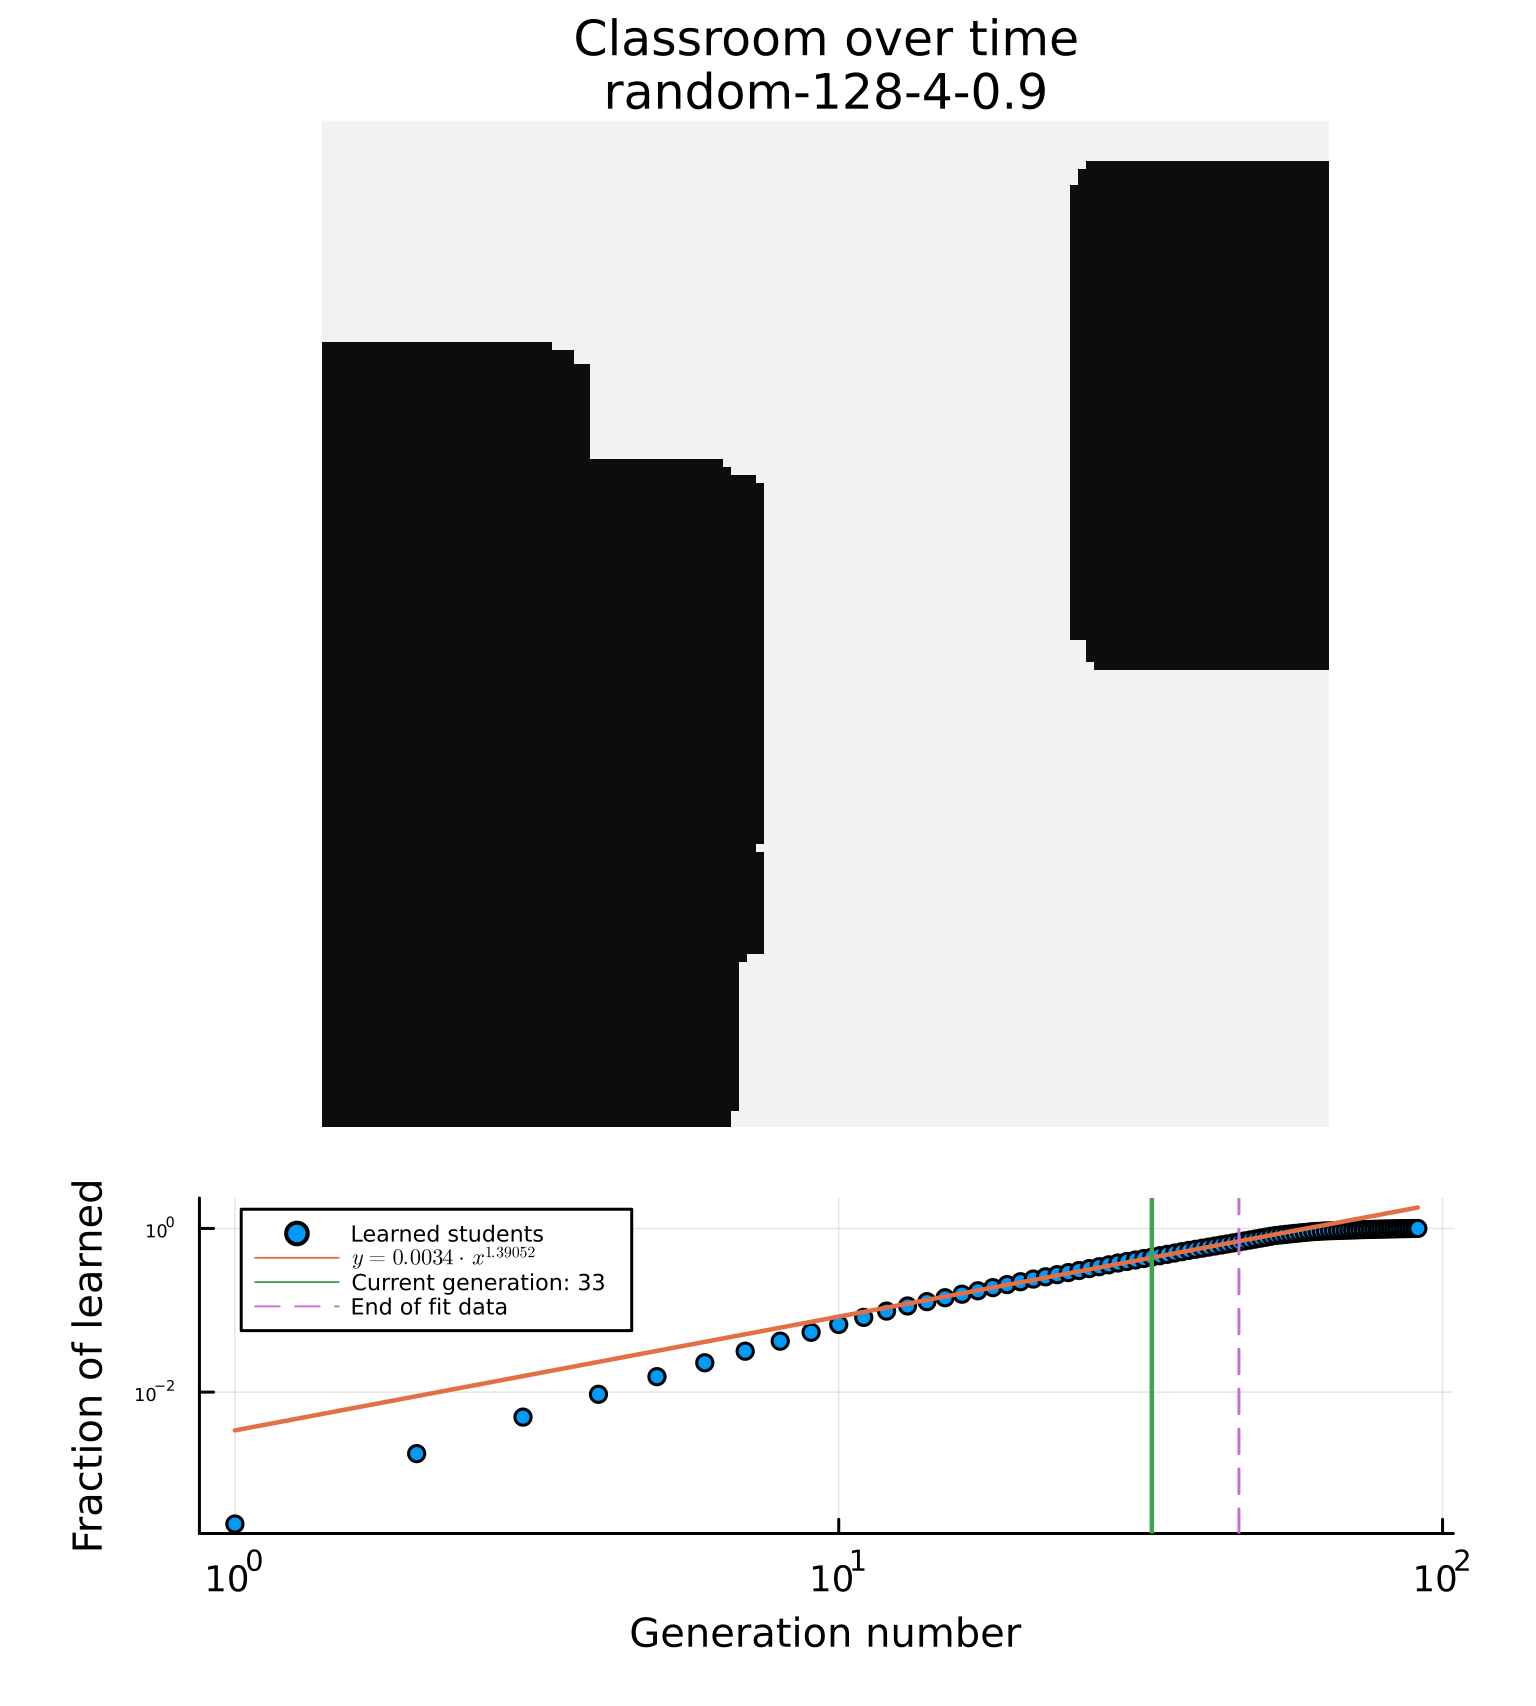 Classroom over time
random-128-4-0.9
Fraction of learned
10^0
10^-2
Learned students
y = 0.0034 · x^1.39052
Current generation: 33
End of fit data
10^0
10^1
10^2
Generation number